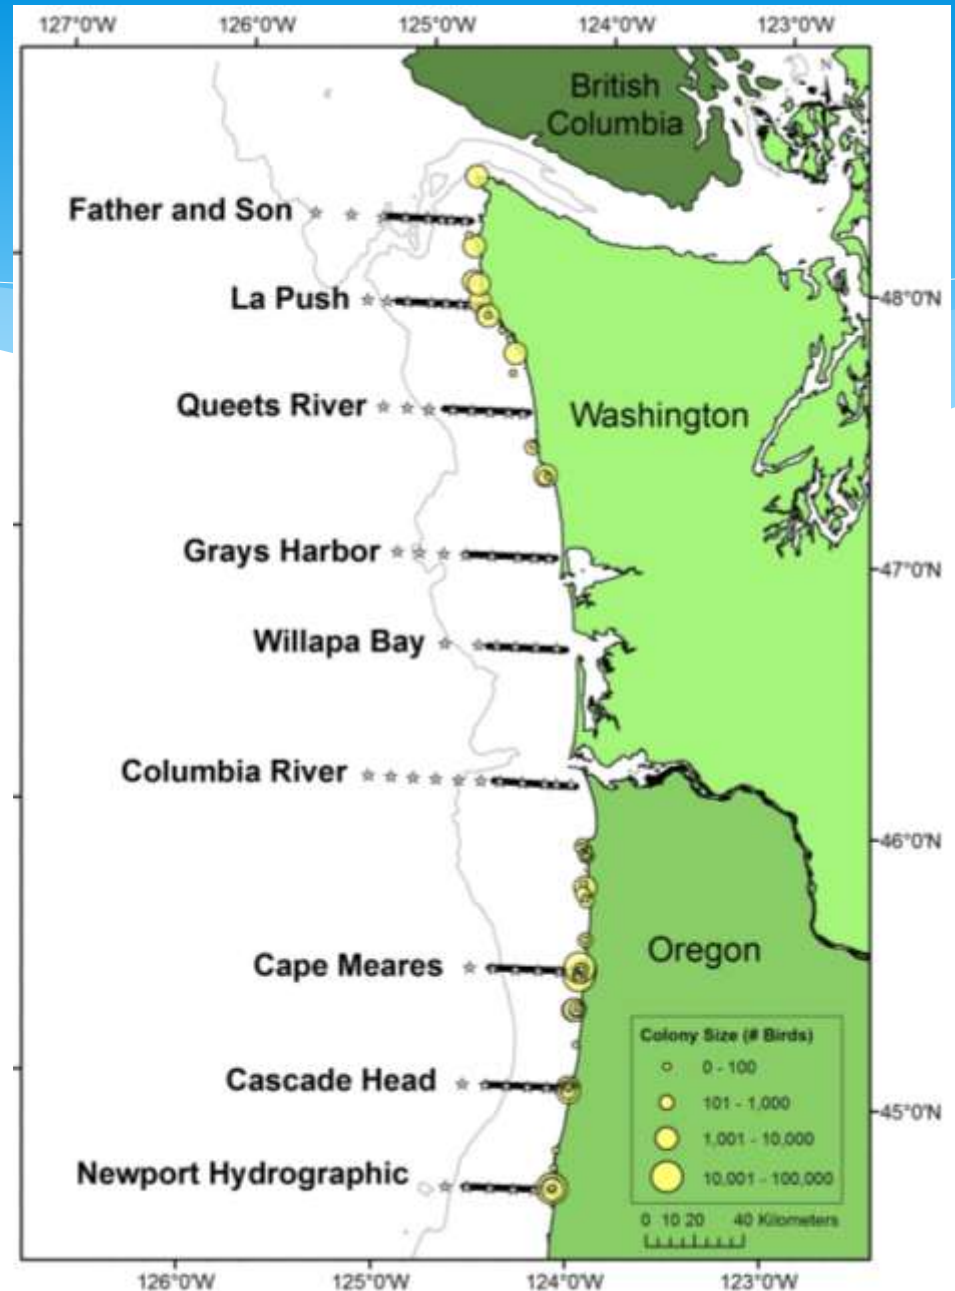 127°0'W 126°0'W 125°0'W 124°0'W 123°0'W
British
Columbia
N
Father and Son
La Push
48°0'N
Queets River
Washington
Grays Harbor
47°0'N
Willapa Bay
Columbia River
46°0'N
Cape Meares
Oregon
Colony Size (# Birds)
0 - 100
101 - 1,000
1,001 - 10,000
10,001 - 100,000
Cascade Head
45°0'N
Newport Hydrographic
0 10 20 40 Kilometers
126°0'W 125°0'W 124°0'W 123°0'W